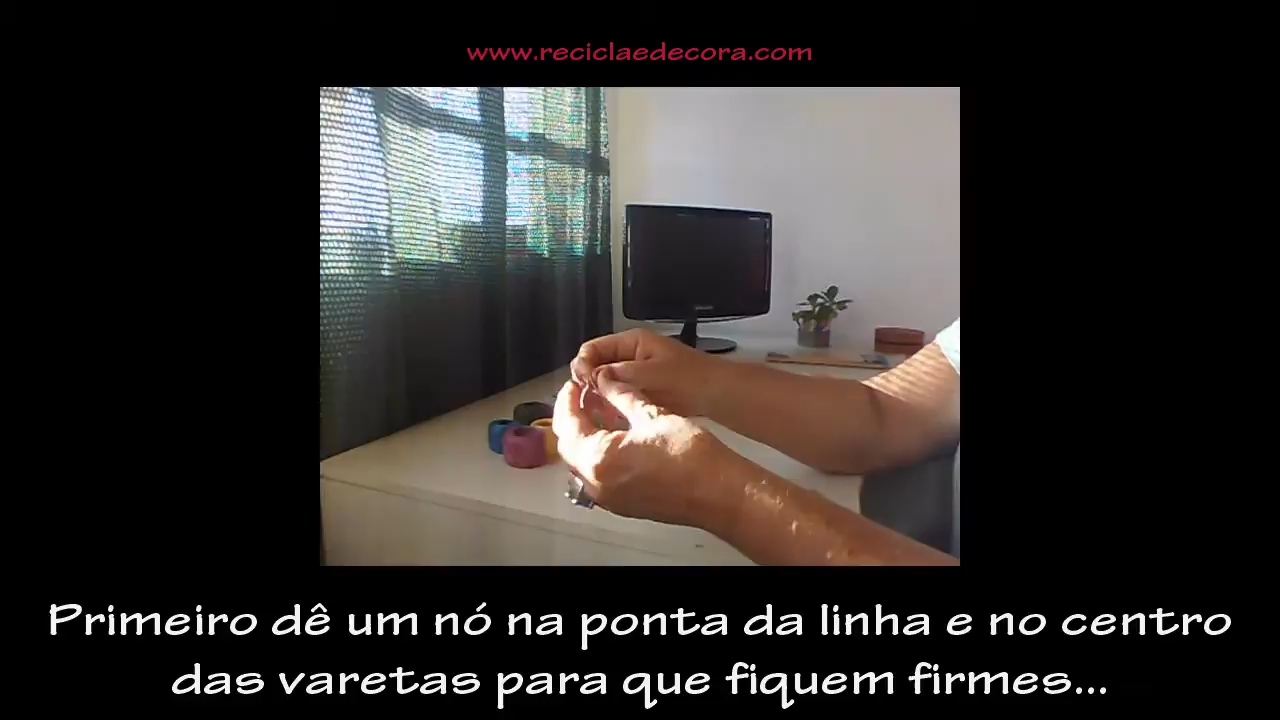 www.reciclaedecora.com
Primeiro dê um nó na ponta da linha e no centro
das varetas para que fiquem firmes...